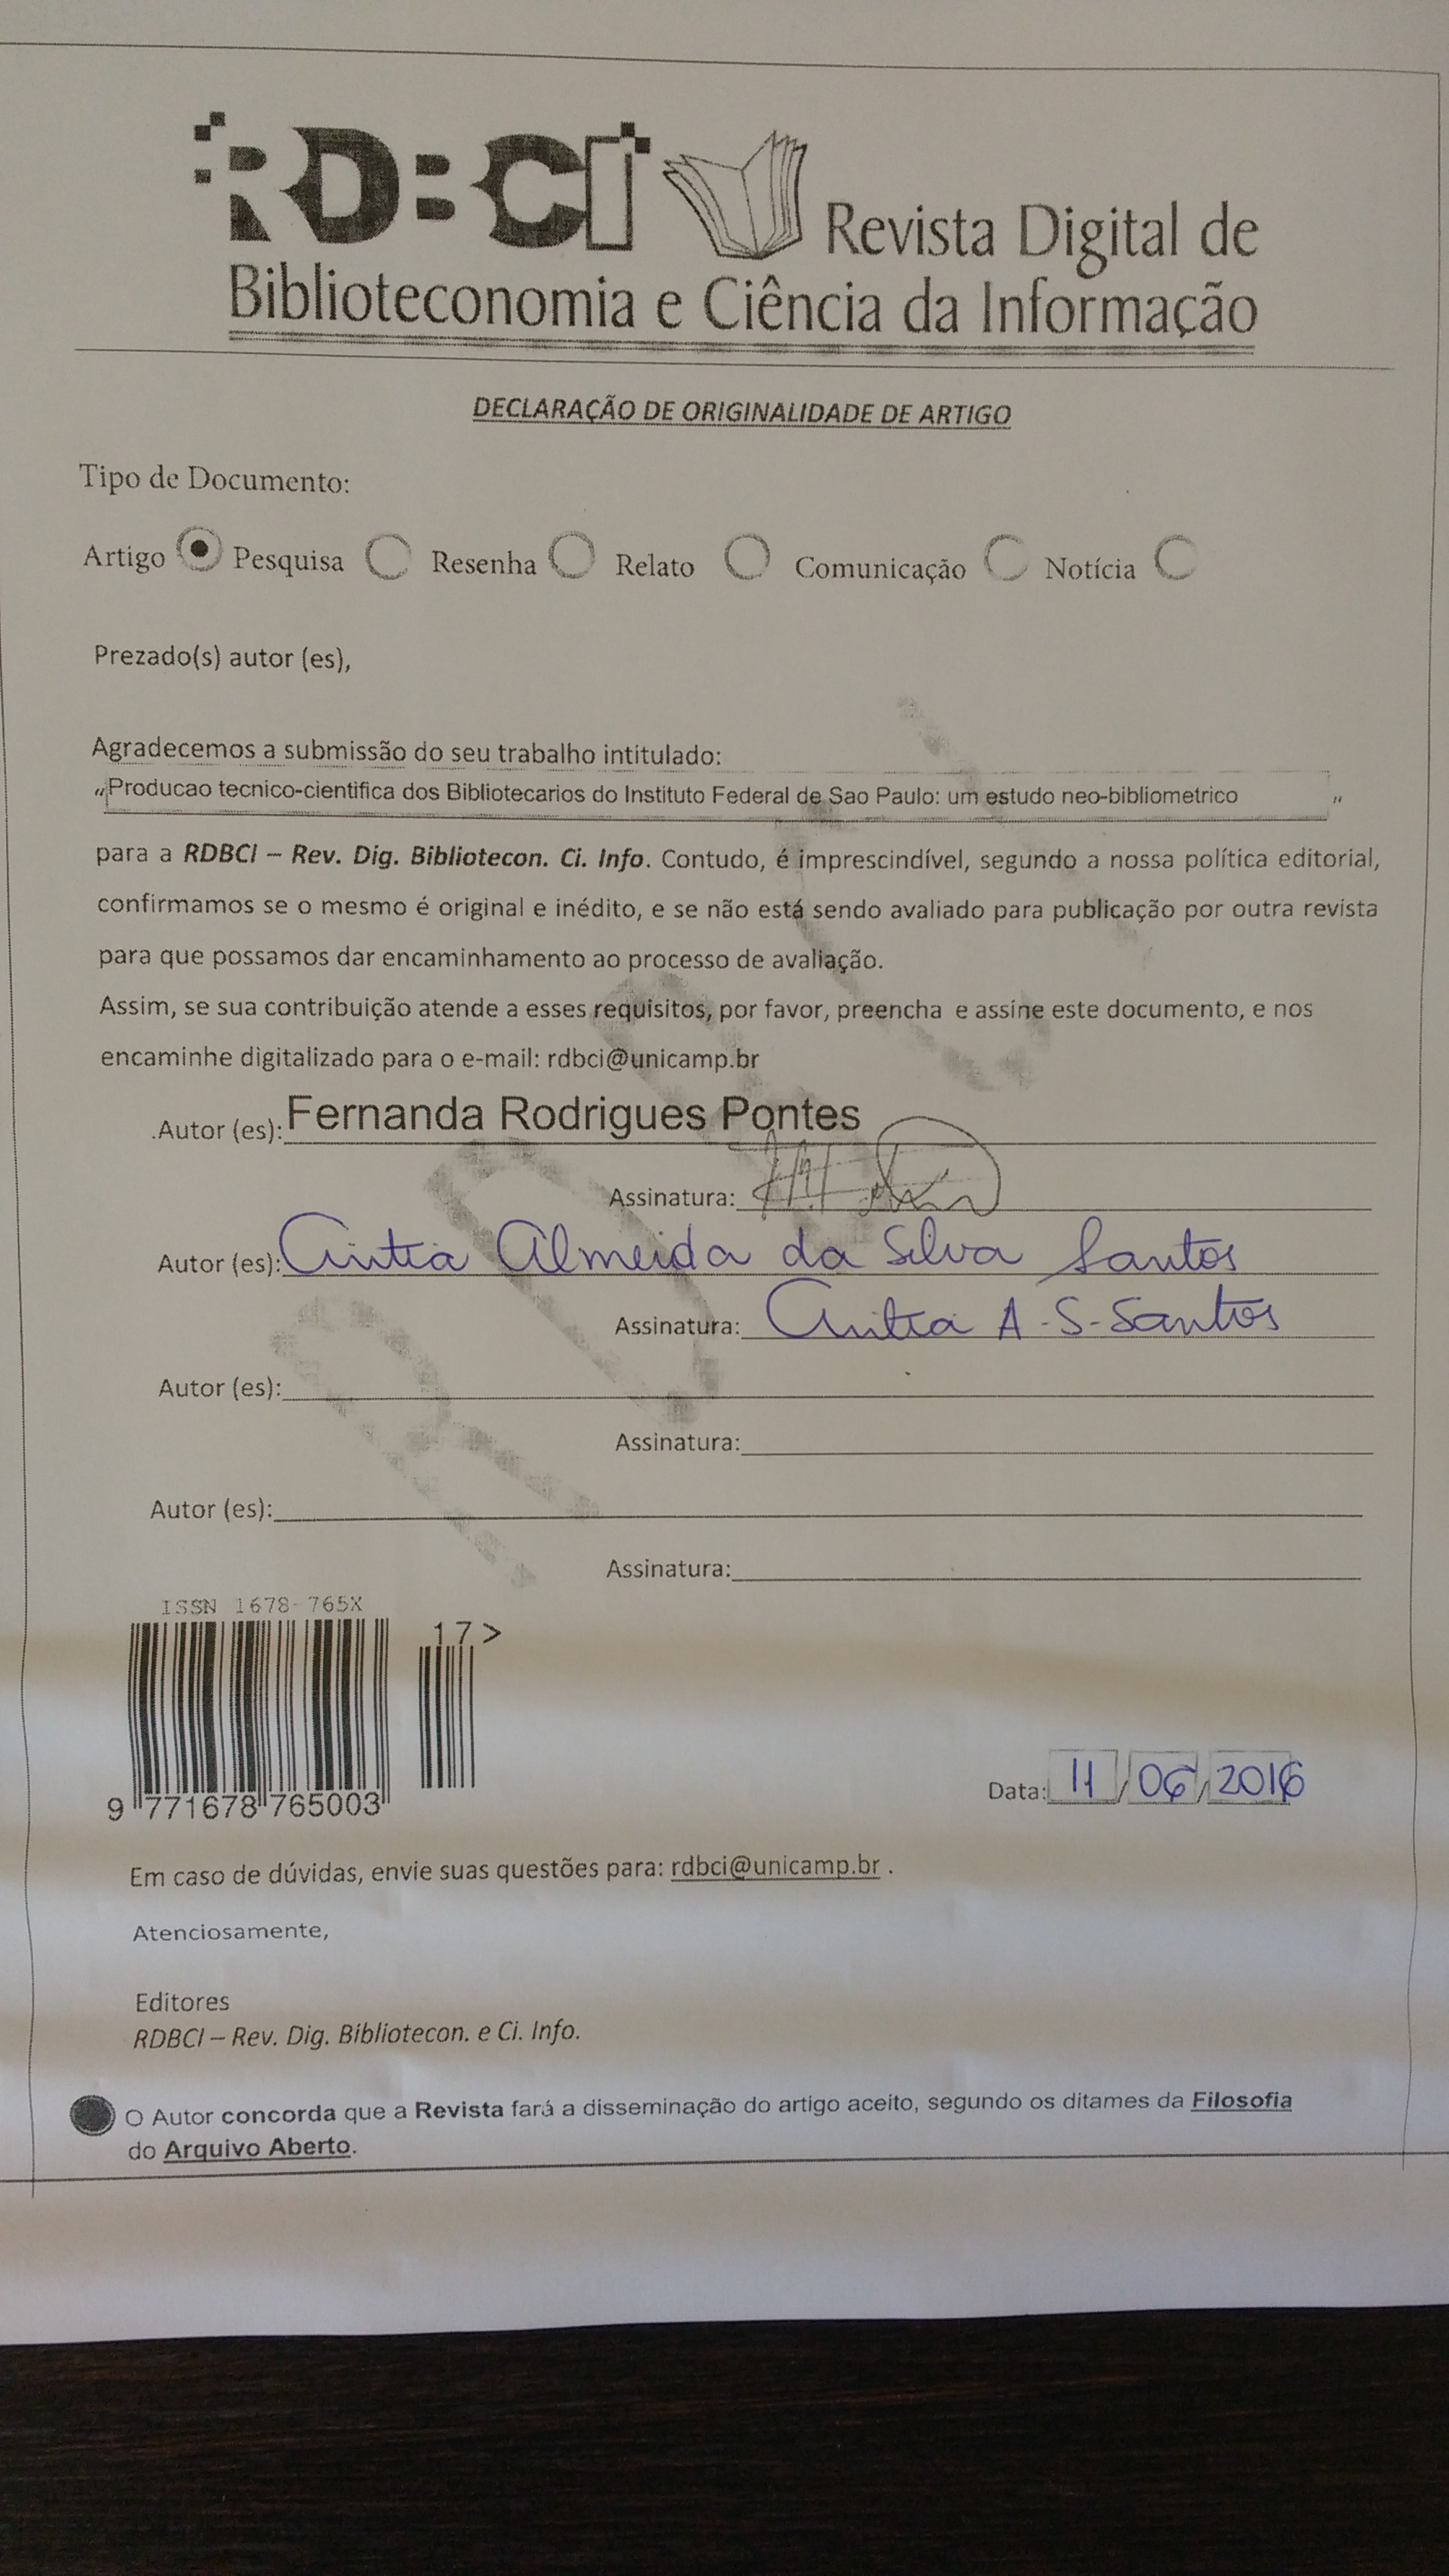 RDBCI Revista Digital de
Biblioteconomia e Ciência da Informação
DECLARAÇÃO DE ORIGINALIDADE DE ARTIGO
Tipo de Documento:
Artigo Pesquisa Resenha Relato Comunicação Notícia
Prezado(s) autor (es),
Agradecemos a submissão do seu trabalho intitulado:
"Producao tecnico-cientifica dos Bibliotecarios do Instituto Federal de Sao Paulo: um estudo neo-bibliometrico"
para a RDBCI – Rev. Dig. Bibliotecon. Ci. Info. Contudo, é imprescindível, segundo a nossa política editorial,
confirmamos se o mesmo é original e inédito, e se não está sendo avaliado para publicação por outra revista
para que possamos dar encaminhamento ao processo de avaliação.
Assim, se sua contribuição atende a esses requisitos, por favor, preencha e assine este documento, e nos
encaminhe digitalizado para o e-mail: rdbci@unicamp.br
.Autor (es): Fernanda Rodrigues Pontes
Assinatura:
Autor (es): Cintia Almeida da Silva Santos
Assinatura: Cintia A. S. Santos
Autor (es):
Assinatura:
Autor (es):
Assinatura:
ISSN 1678-765X
17>
9 771678 765003
Data: 11/06/2016
Em caso de dúvidas, envie suas questões para: rdbci@unicamp.br .
Atenciosamente,
Editores
RDBCI – Rev. Dig. Bibliotecon. e Ci. Info.
O Autor concorda que a Revista fará a disseminação do artigo aceito, segundo os ditames da Filosofia
do Arquivo Aberto.